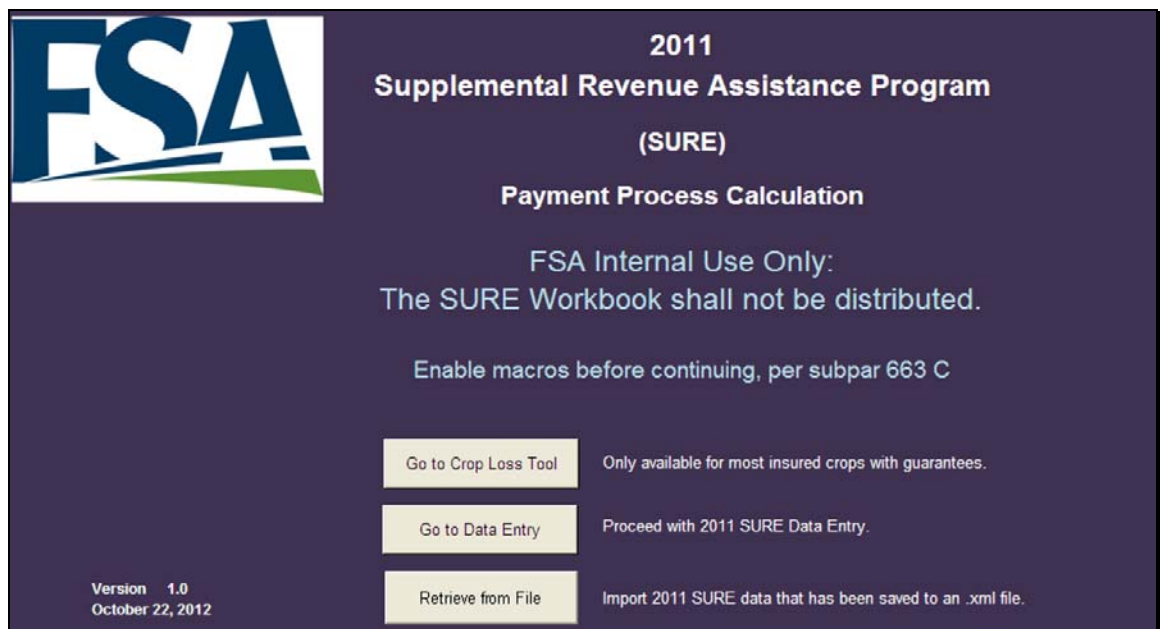 FSA
2011
Supplemental Revenue Assistance Program
(SURE)
Payment Process Calculation
FSA Internal Use Only:
The SURE Workbook shall not be distributed.
Enable macros before continuing, per subpar 663 C
Go to Crop Loss Tool Only available for most insured crops with guarantees.
Go to Data Entry Proceed with 2011 SURE Data Entry.
Retrieve from File Import 2011 SURE data that has been saved to an .xml file.
Version 1.0
October 22, 2012